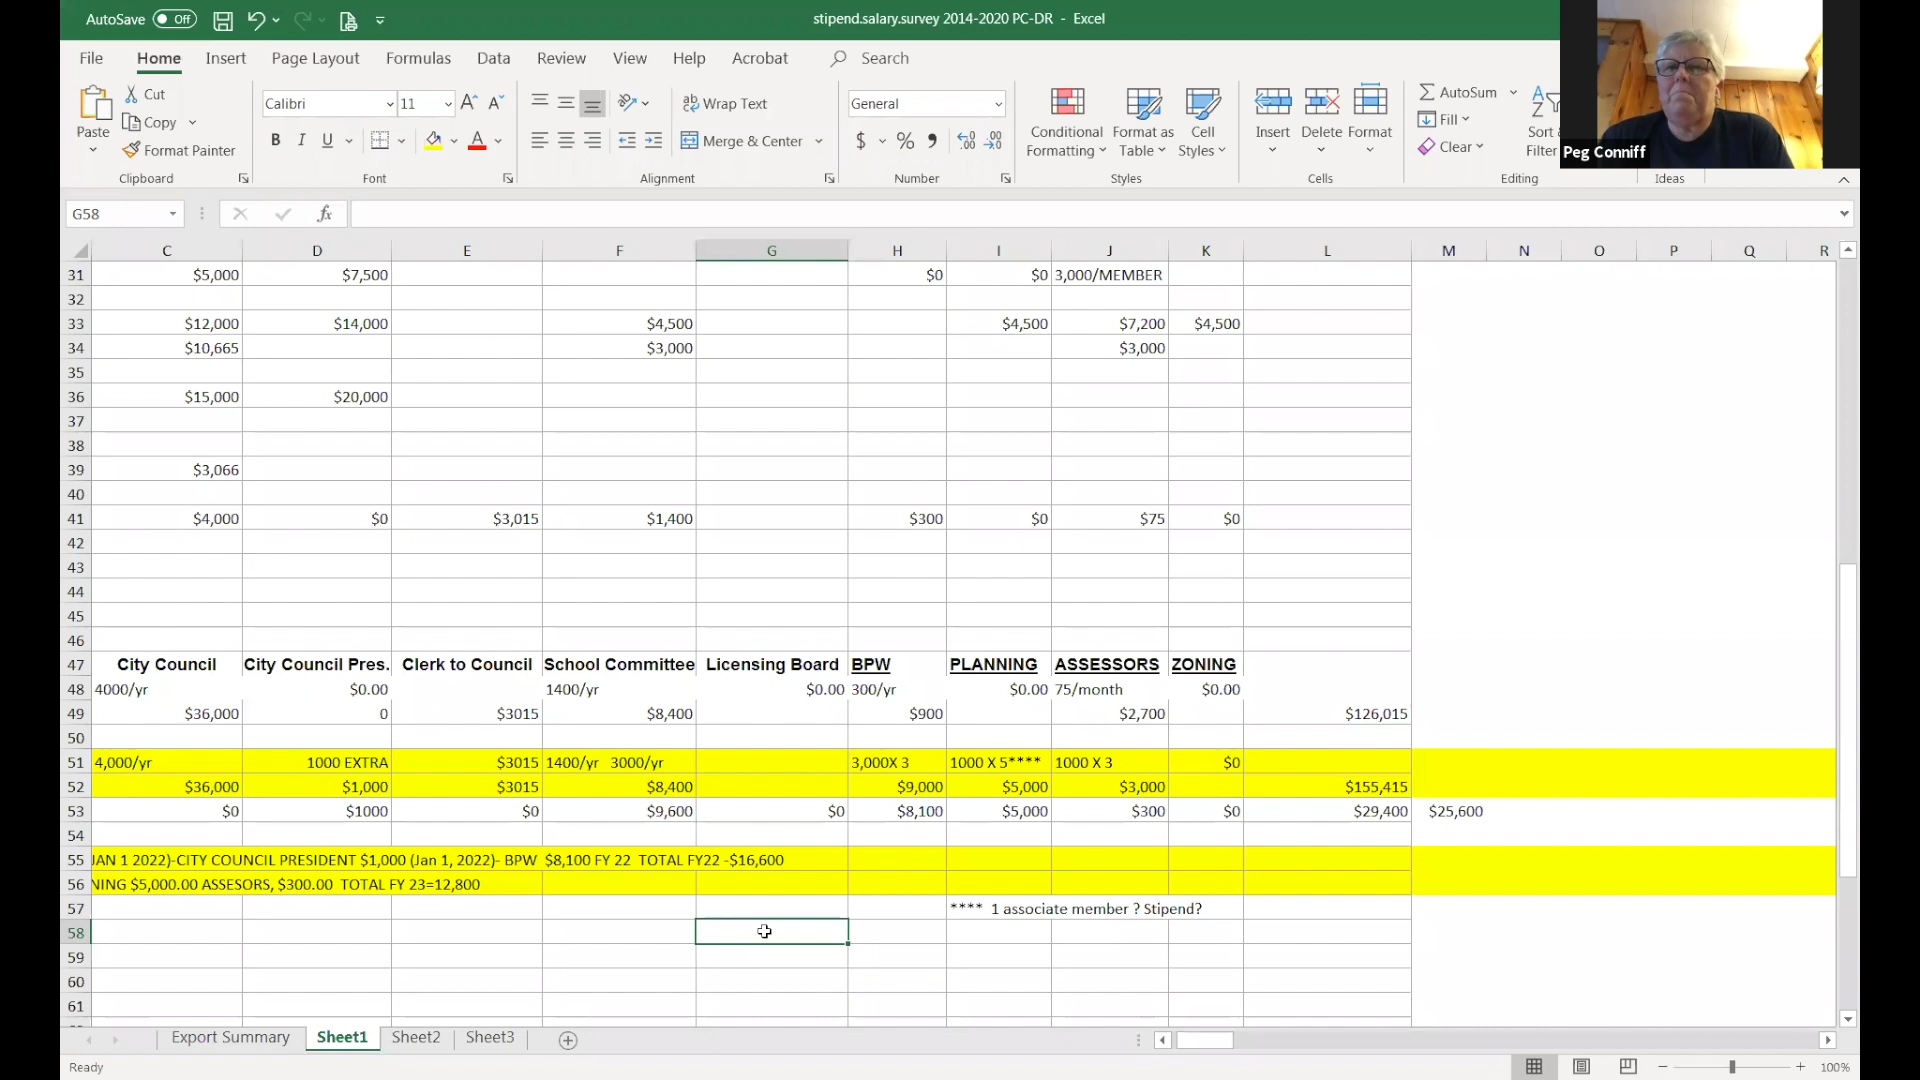 AutoSave Off stipend.salary.survey 2014-2020 PC-DR - Excel
File Home Insert Page Layout Formulas Data Review View Help Acrobat Search
Paste Cut Calibri 11 Wrap Text General Conditional Formatting Format as Table Cell Styles Insert Delete Format AutoSum Sort & Filter
Copy Fill
Format Painter B I U Merge & Center $ % Clear
Peg Conniff
Clipboard Font Alignment Number Styles Cells Editing Ideas
G58 fx
C D E F G H I J K L M N O P Q R
31 $5,000 $7,500 $0 $0 3,000/MEMBER
32
33 $12,000 $14,000 $4,500 $4,500 $7,200 $4,500
34 $10,665 $3,000 $3,000
35
36 $15,000 $20,000
37
38
39 $3,066
40
41 $4,000 $0 $3,015 $1,400 $300 $0 $75 $0
42
43
44
45
46
47 City Council City Council Pres. Clerk to Council School Committee Licensing Board BPW PLANNING ASSESSORS ZONING
48 4000/yr $0.00 1400/yr $0.00 300/yr $0.00 75/month $0.00
49 $36,000 0 $3015 $8,400 $900 $2,700 $126,015
50
51 4,000/yr 1000 EXTRA $3015 1400/yr 3000/yr 3,000X 3 1000 X 5**** 1000 X 3 $0
52 $36,000 $1,000 $3015 $8,400 $9,000 $5,000 $3,000 $155,415
53 $0 $1000 $0 $9,600 $0 $8,100 $5,000 $300 $0 $29,400 $25,600
54
55 JAN 1 2022)-CITY COUNCIL PRESIDENT $1,000 (Jan 1, 2022)- BPW $8,100 FY 22 TOTAL FY22 -$16,600
56 NING $5,000.00 ASSESORS, $300.00 TOTAL FY 23=12,800
57 **** 1 associate member ? Stipend?
58
59
60
61
Export Summary Sheet1 Sheet2 Sheet3
Ready 100%